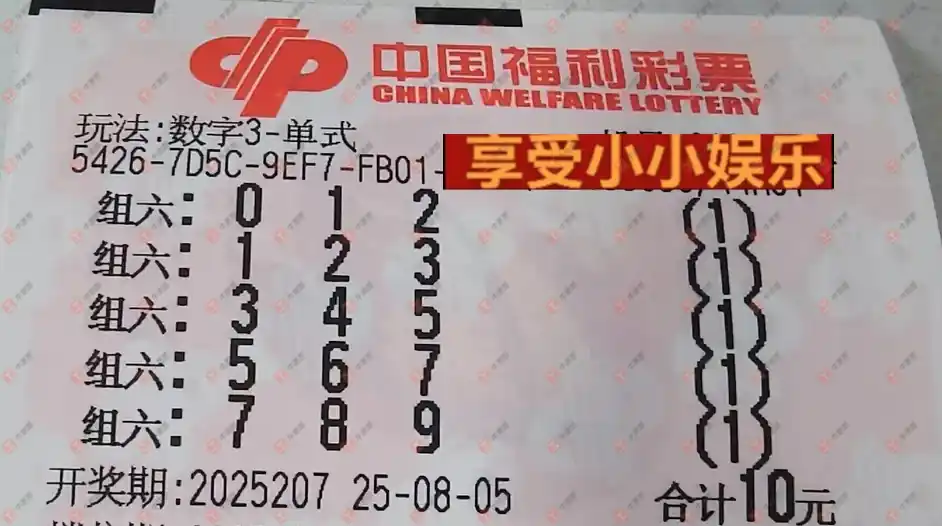 中国福利彩票
CHINA WELFARE LOTTERY
玩法:数字3-单式
5426-7D5C-9EF7-FB01-
享受小小娱乐
组六: 0 1 2 (1)
组六: 1 2 3 (1)
组六: 3 4 5 (1)
组六: 5 6 7 (1)
组六: 7 8 9 (1)
开奖期:2025207 25-08-05 合计10元